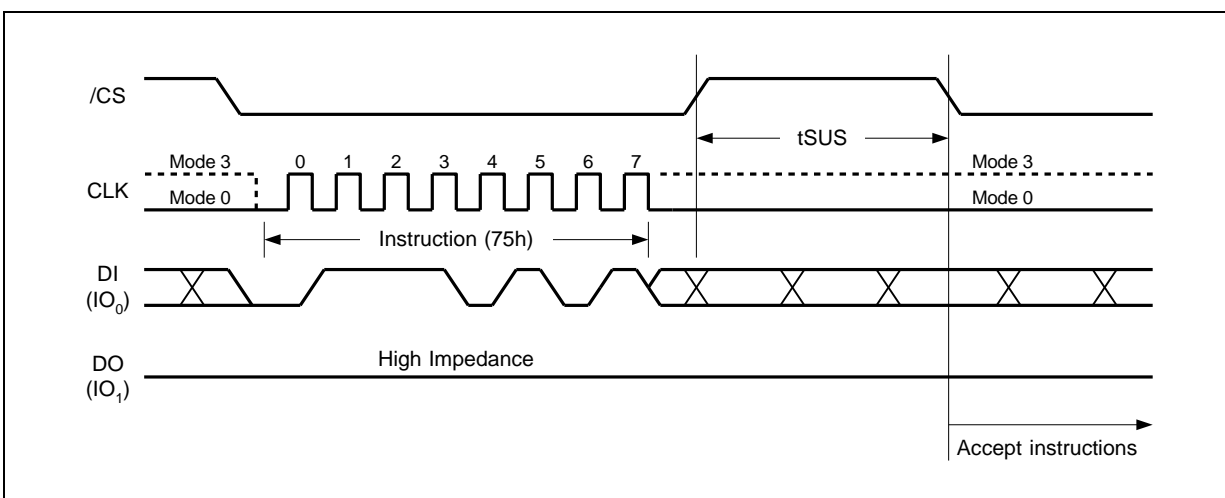 /CS
tSUS
Mode 3 0 1 2 3 4 5 6 7 Mode 3
CLK
Mode 0 Mode 0
Instruction (75h)
DI
(IO0)
High Impedance
DO
(IO1)
Accept instructions